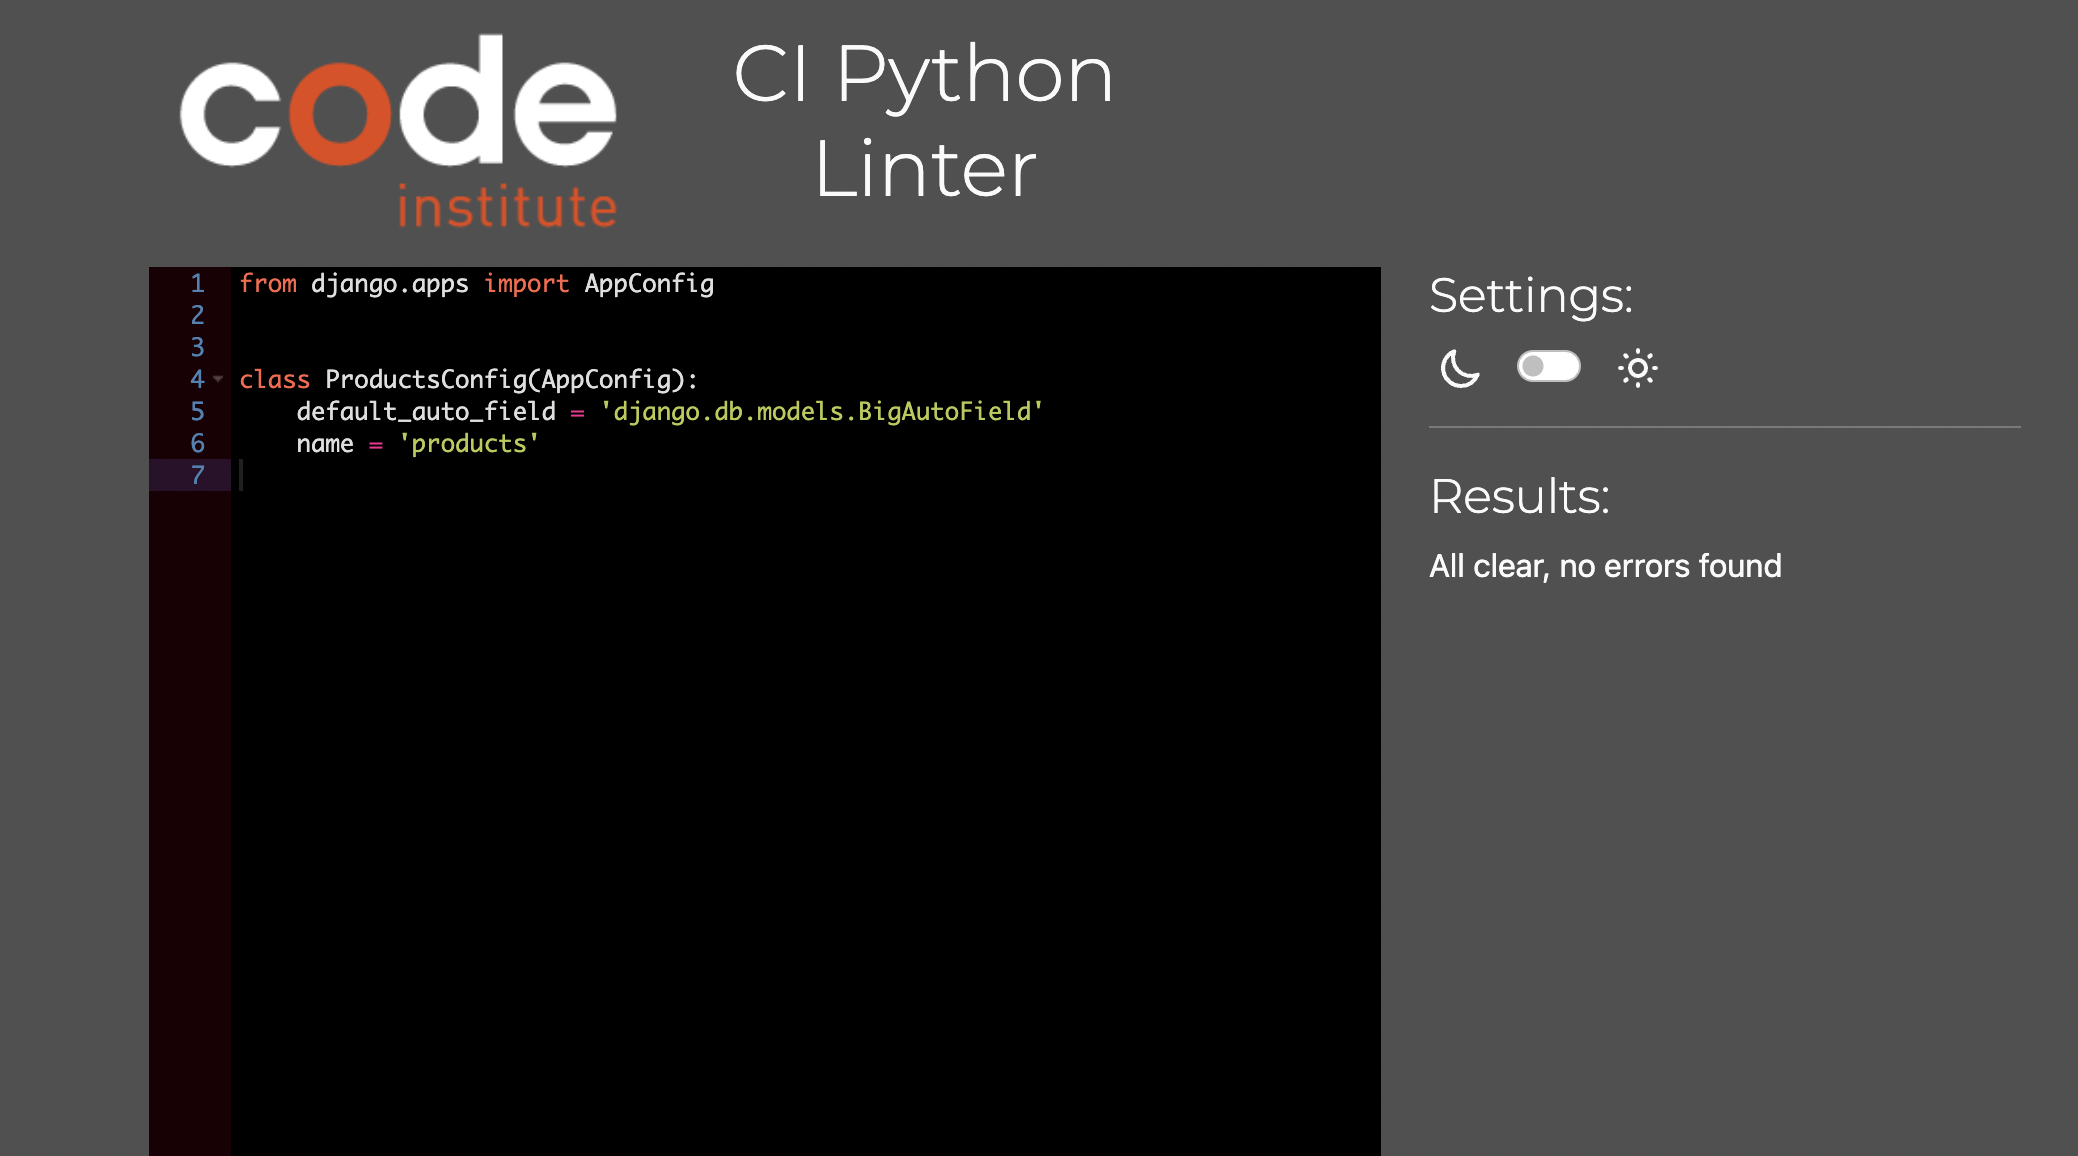 code
institute
CI Python
Linter
1 from django.apps import AppConfig
2
3
4 class ProductsConfig(AppConfig):
5     default_auto_field = 'django.db.models.BigAutoField'
6     name = 'products'
7
Settings:
Results:
All clear, no errors found